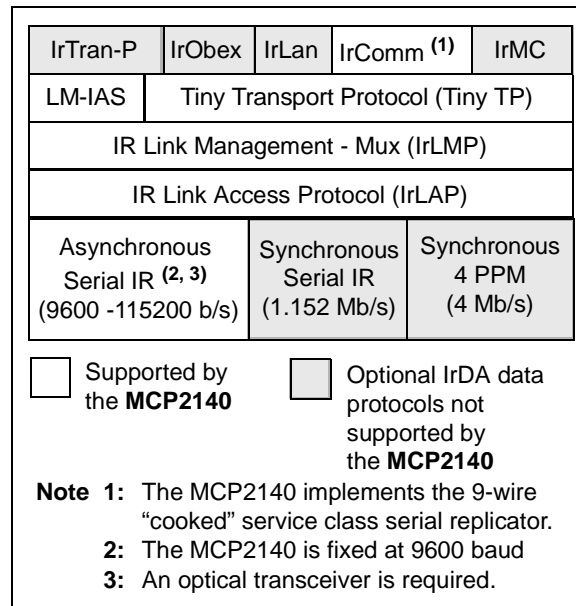 IrTran-P IrObex IrLan IrComm (1) IrMC
LM-IAS Tiny Transport Protocol (Tiny TP)
IR Link Management - Mux (IrLMP)
IR Link Access Protocol (IrLAP)
Asynchronous
Serial IR (2, 3)
(9600 -115200 b/s)
Synchronous
Serial IR
(1.152 Mb/s)
Synchronous
4 PPM
(4 Mb/s)
Supported by
the MCP2140
Optional IrDA data
protocols not
supported by
the MCP2140
Note 1: The MCP2140 implements the 9-wire
“cooked” service class serial replicator.
2: The MCP2140 is fixed at 9600 baud
3: An optical transceiver is required.